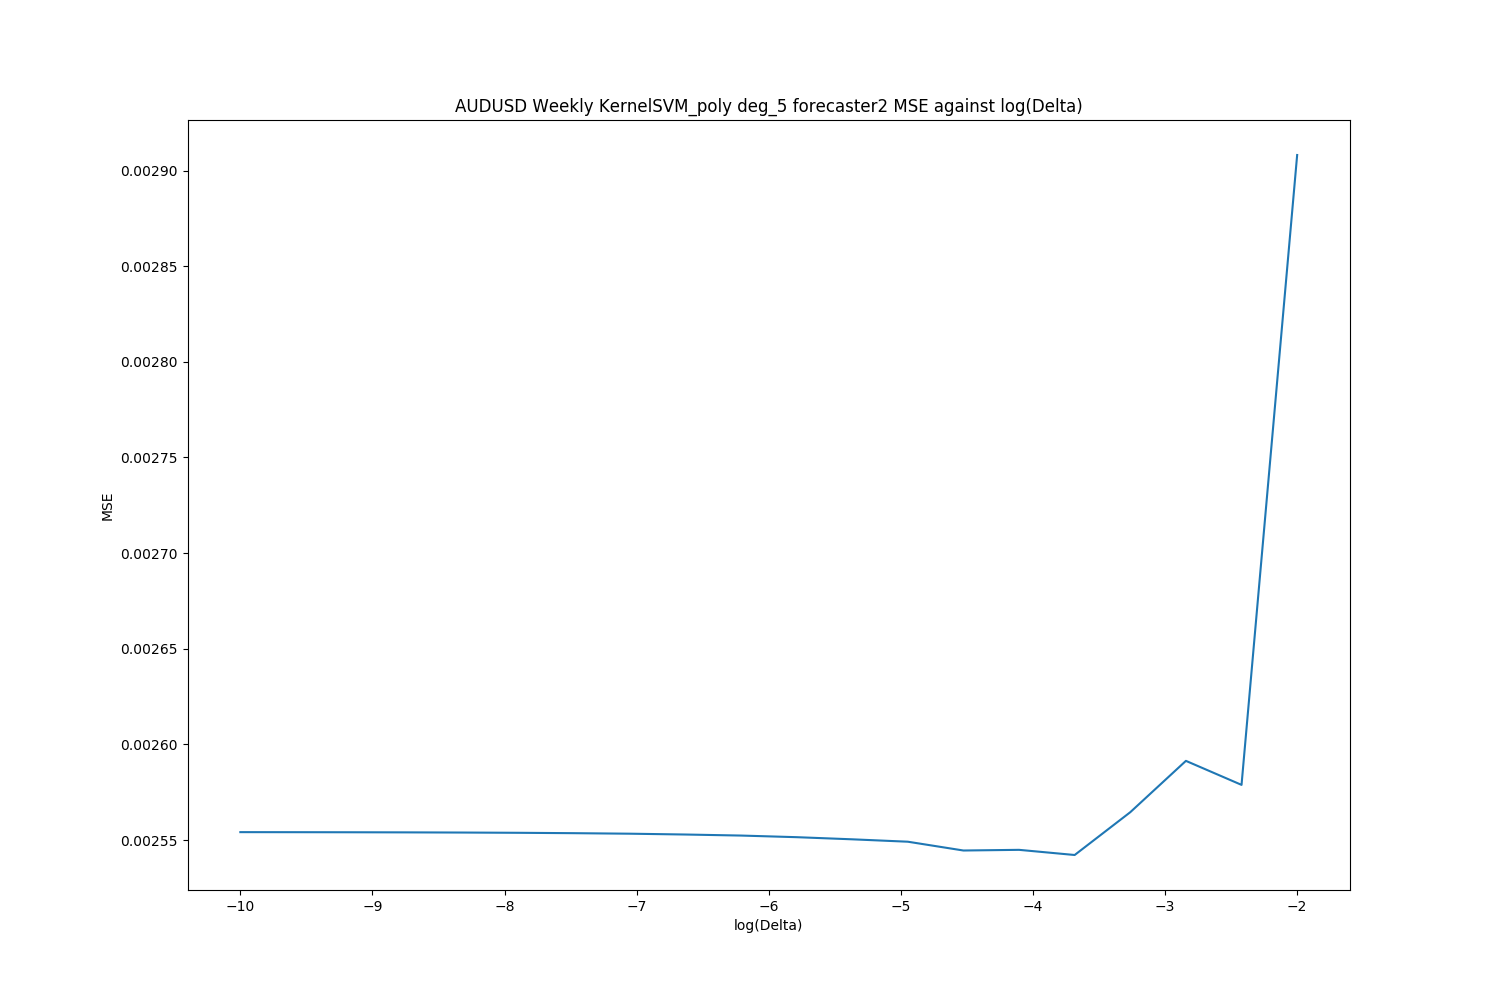 AUDUSD Weekly KernelSVM_poly deg_5 forecaster2 MSE against log(Delta)
0.00290
0.00285
0.00280
0.00275
0.00270
0.00265
0.00260
0.00255
MSE
−10 −9 −8 −7 −6 −5 −4 −3 −2
log(Delta)